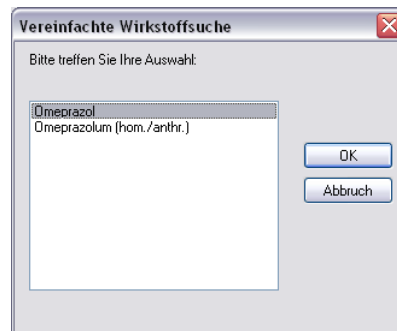 Vereinfachte Wirkstoffsuche
Bitte treffen Sie Ihre Auswahl:
Omeprazol
Omeprazolum (hom./anthr.)
OK
Abbruch